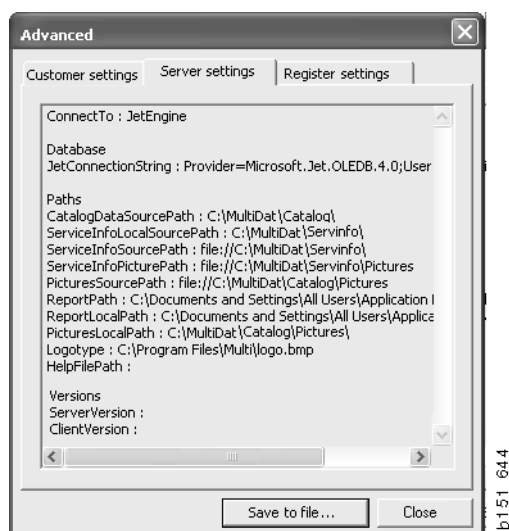 Advanced
Customer settings Server settings Register settings
ConnectTo : JetEngine
Database
JetConnectionString : Provider=Microsoft.Jet.OLEDB.4.0;User
Paths
CatalogDataSourcePath : C:\MultiDat\Catalog\
ServiceInfoLocalSourcePath : C:\MultiDat\Servinfo\
ServiceInfoSourcePath : file://C:\MultiDat\Servinfo\
ServiceInfoPicturePath : file://C:\MultiDat\Servinfo\Pictures
PicturesSourcePath : file://C:\MultiDat\Catalog\Pictures
ReportPath : C:\Documents and Settings\All Users\Application
ReportLocalPath : C:\Documents and Settings\All Users\Applica
PicturesLocalPath : C:\MultiDat\Catalog\Pictures\
Logotype : C:\Program Files\Multi\logo.bmp
HelpFilePath :
Versions
ServerVersion :
ClientVersion :
Save to file... Close
b151 644